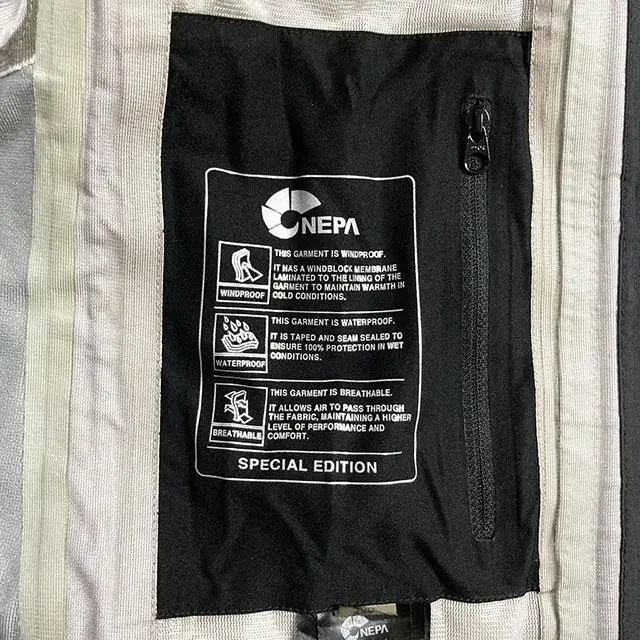 NEPA
THIS GARMENT IS WINDPROOF.
IT HAS A WINDBLOCK MEMBRANE
LAMINATED TO THE LINING OF THE
GARMENT TO MAINTAIN WARMTH IN
COLD CONDITIONS.
WINDPROOF
THIS GARMENT IS WATERPROOF.
IT IS TAPED AND SEAM SEALED TO
ENSURE 100% PROTECTION IN WET
CONDITIONS.
WATERPROOF
THIS GARMENT IS BREATHABLE.
IT ALLOWS AIR TO PASS THROUGH
THE FABRIC, MAINTAINING A HIGHER
LEVEL OF PERFORMANCE AND
COMFORT.
BREATHABLE
SPECIAL EDITION
NEPA